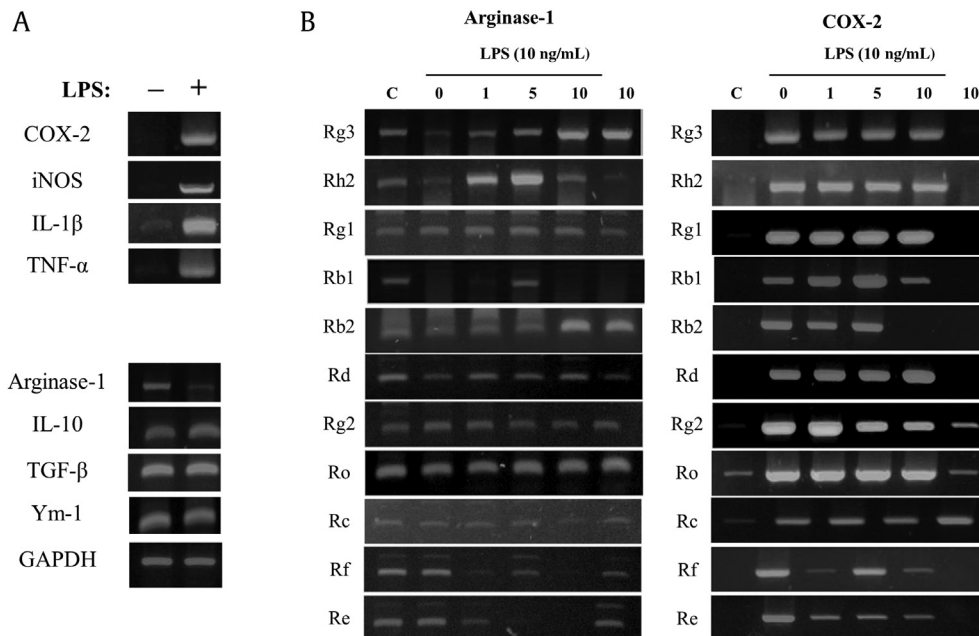 A
LPS: – +
COX-2
iNOS
IL-1β
TNF-α
Arginase-1
IL-10
TGF-β
Ym-1
GAPDH
B
Arginase-1
LPS (10 ng/mL)
C 0 1 5 10 10
Rg3
Rh2
Rg1
Rb1
Rb2
Rd
Rg2
Ro
Rc
Rf
Re
COX-2
LPS (10 ng/mL)
C 0 1 5 10 10
Rg3
Rh2
Rg1
Rb1
Rb2
Rd
Rg2
Ro
Rc
Rf
Re